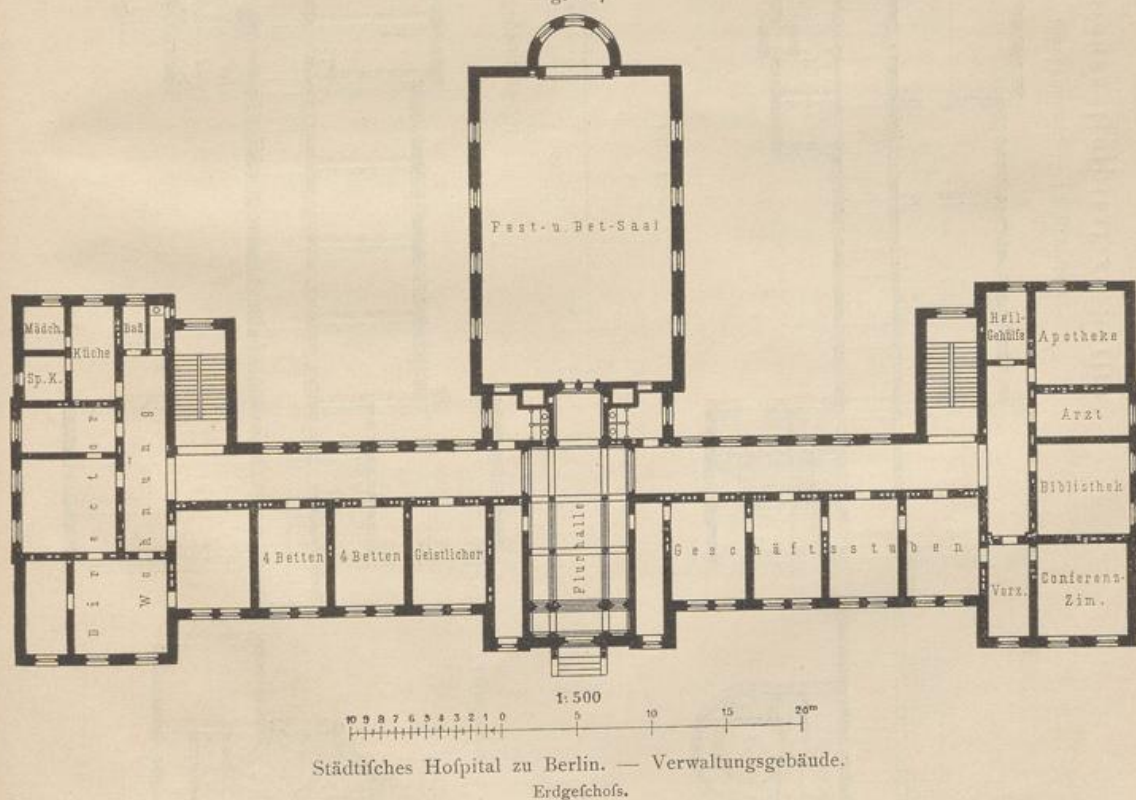 Fest- u. Bet-Saal
Mädch.
Küche
Bad
Sp. K.
Director
Wohnung
4 Betten
4 Betten
Geistlicher
Flurhalle
Geschäftsstuben
Heil-
Gehülfe
Apotheke
Arzt
Bibliothek
Vorz.
Conferenz-
Zim.
1:500
10 9 8 7 6 5 4 3 2 1 0 5 10 15 20m
Städtiſches Hoſpital zu Berlin. — Verwaltungsgebäude.
Erdgeſchoſs.